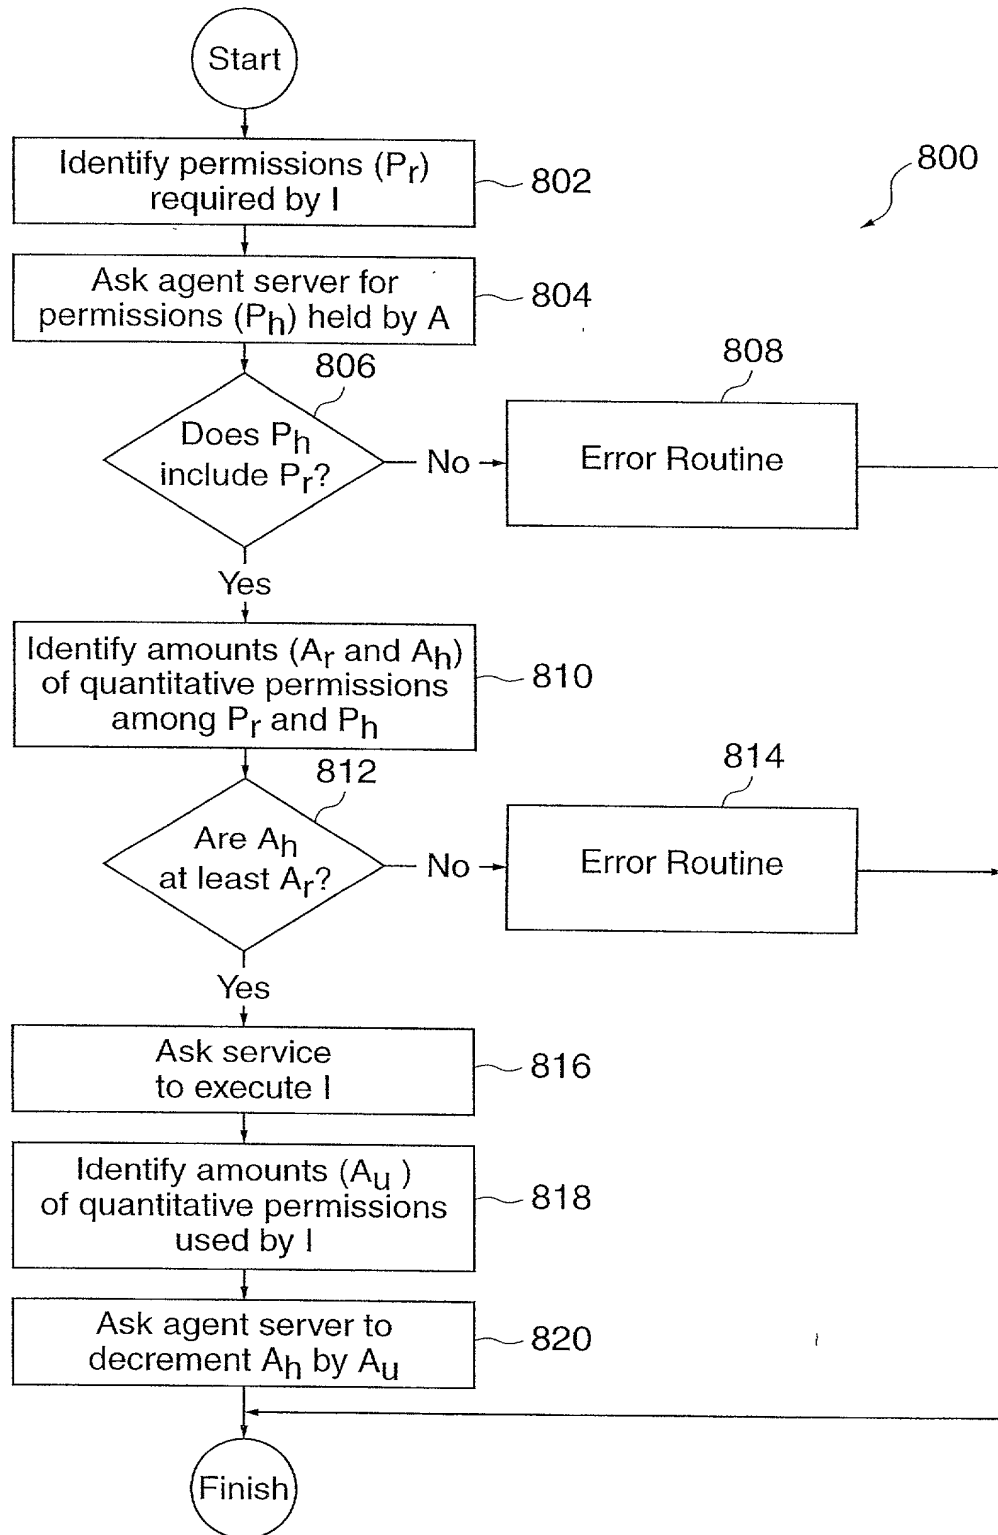 Start
Identify permissions (Pr)
required by I
802
800
Ask agent server for
permissions (Ph) held by A
804
806
808
Does Ph
include Pr?
No
Error Routine
Yes
Identify amounts (Ar and Ah)
of quantitative permissions
among Pr and Ph
810
812
814
Are Ah
at least Ar?
No
Error Routine
Yes
Ask service
to execute I
816
Identify amounts (Au )
of quantitative permissions
used by I
818
Ask agent server to
decrement Ah by Au
820
Finish